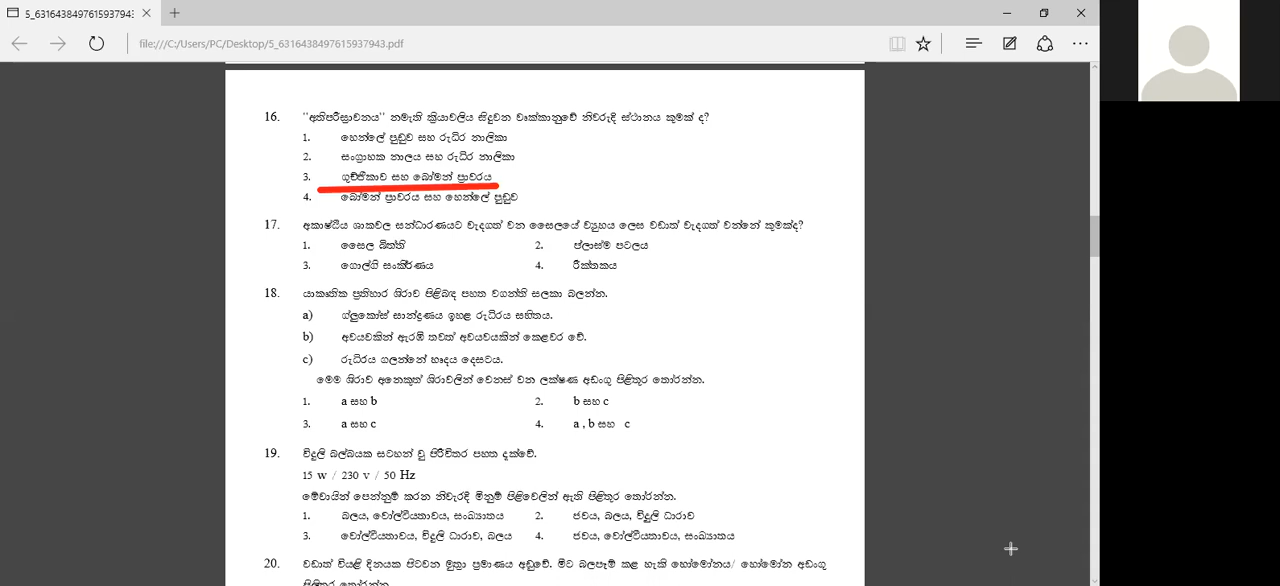 5_6316438497615937943
file:///C:/Users/PC/Desktop/5_6316438497615937943.pdf
16. "අතිපරිස්‍රාවනය" නමැති ක්‍රියාවලිය සිදුවන වෘක්කානුවේ නිවරුදි ස්ථානය කුමක් ද?
1. හෙන්ලේ පුඩුව සහ රුධිර නාලිකා
2. සංග්‍රාහක නාලය සහ රුධිර නාලිකා
3. ගුච්ඡිකාව සහ බෝමන් ප්‍රාවරය
4. බෝමන් ප්‍රාවරය සහ හෙන්ලේ පුඩුව
17. අකාෂ්ඨීය ශාකවල සන්ධාරණයට වැදගත් වන සෛලයේ ව්‍යුහය ලෙස වඩාත් වැදගත් වන්නේ කුමක්ද?
1. සෛල බිත්ති 2. ප්ලාස්ම පටලය
3. ගොල්ගි සංකීර්ණය 4. රික්තකය
18. යාකෘතික ප්‍රතිහාර ශිරාව පිළිබඳ පහත වගන්ති සලකා බලන්න.
a) ග්ලුකෝස් සාන්ද්‍රණය ඉහළ රුධිරය සහිතය.
b) අවයවකින් ඇරඹී තවත් අවයවයකින් කෙළවර වේ.
c) රුධිරය ගලන්නේ හෘදය දෙසටය.
මෙම ශිරාව අනෙකුත් ශිරාවලින් වෙනස් වන ලක්ෂණ අඩංගු පිළිතුර තෝරන්න.
1. a සහ b 2. b සහ c
3. a සහ c 4. a , b සහ c
19. විදුලි බල්බයක සටහන් වු පිරිවිතර පහත දැක්වේ.
15 w / 230 v / 50 Hz
මේවායින් පෙන්නුම් කරන නිවැරදි මිනුම් පිළිවෙලින් ඇති පිළිතුර තෝරන්න.
1. බලය, වෝල්ටීයතාවය, සංඛ්‍යාතය 2. ජවය, බලය, විදුලි ධාරාව
3. වෝල්ටීයතාවය, විදුලි ධාරාව, බලය 4. ජවය, වෝල්ටීයතාවය, සංඛ්‍යාතය
20. වඩාත් වියළි දිනයක පිටවන මුත්‍රා ප්‍රමාණය අඩුවේ. මීට බලපෑම් කළ හැකි හෝමෝනය/ හෝමෝන අඩංගු
පිළිතුර තෝරන්න.